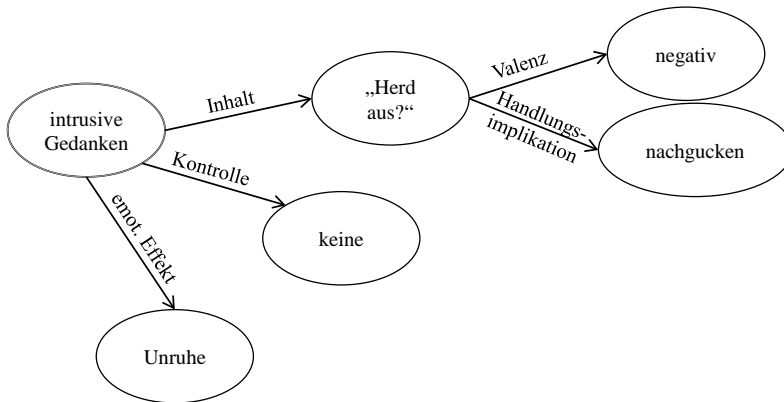 intrusive
Gedanken
Inhalt
„Herd
aus?“
Valenz
negativ
Handlungs-
implikation
nachgucken
Kontrolle
keine
emot. Effekt
Unruhe